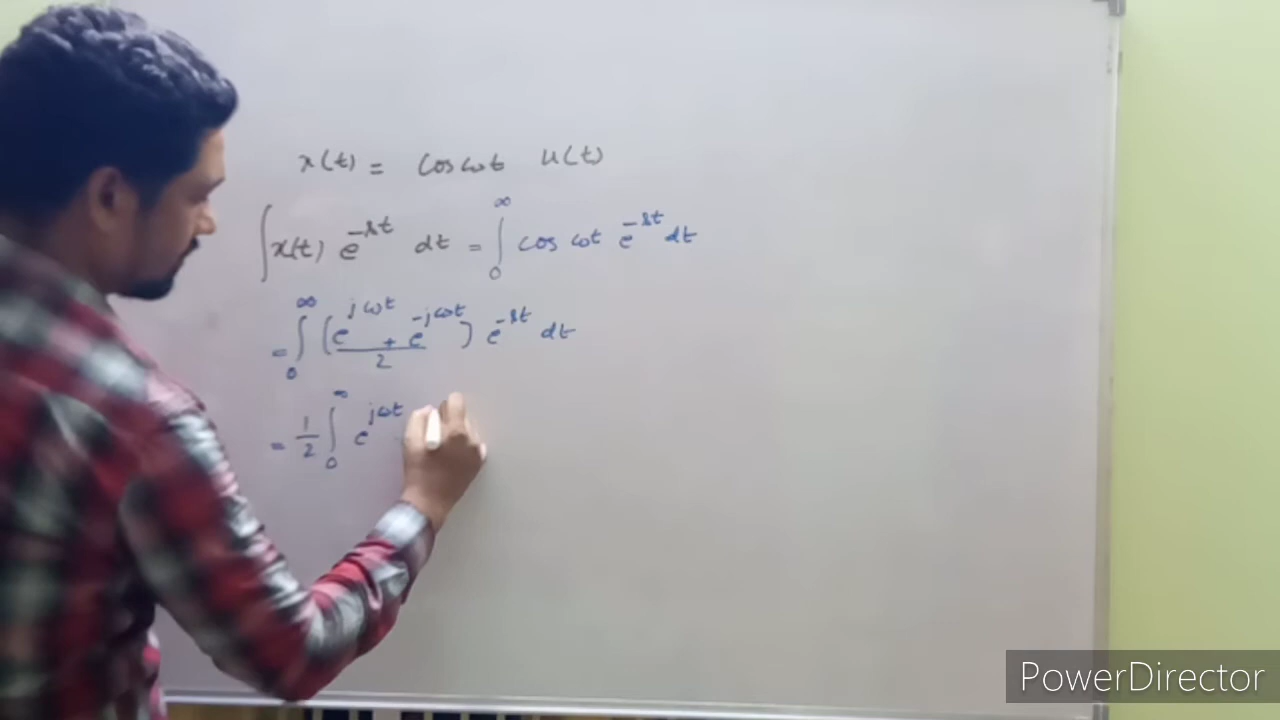 x(t) = cos ωt u(t)
∫ x(t) e^{-st} dt = ∫_0^∞ cos ωt e^{-st} dt
= ∫_0^∞ (e^{jωt} + e^{-jωt} / 2) e^{-st} dt
= 1/2 ∫_0^∞ e^{jωt}
PowerDirector